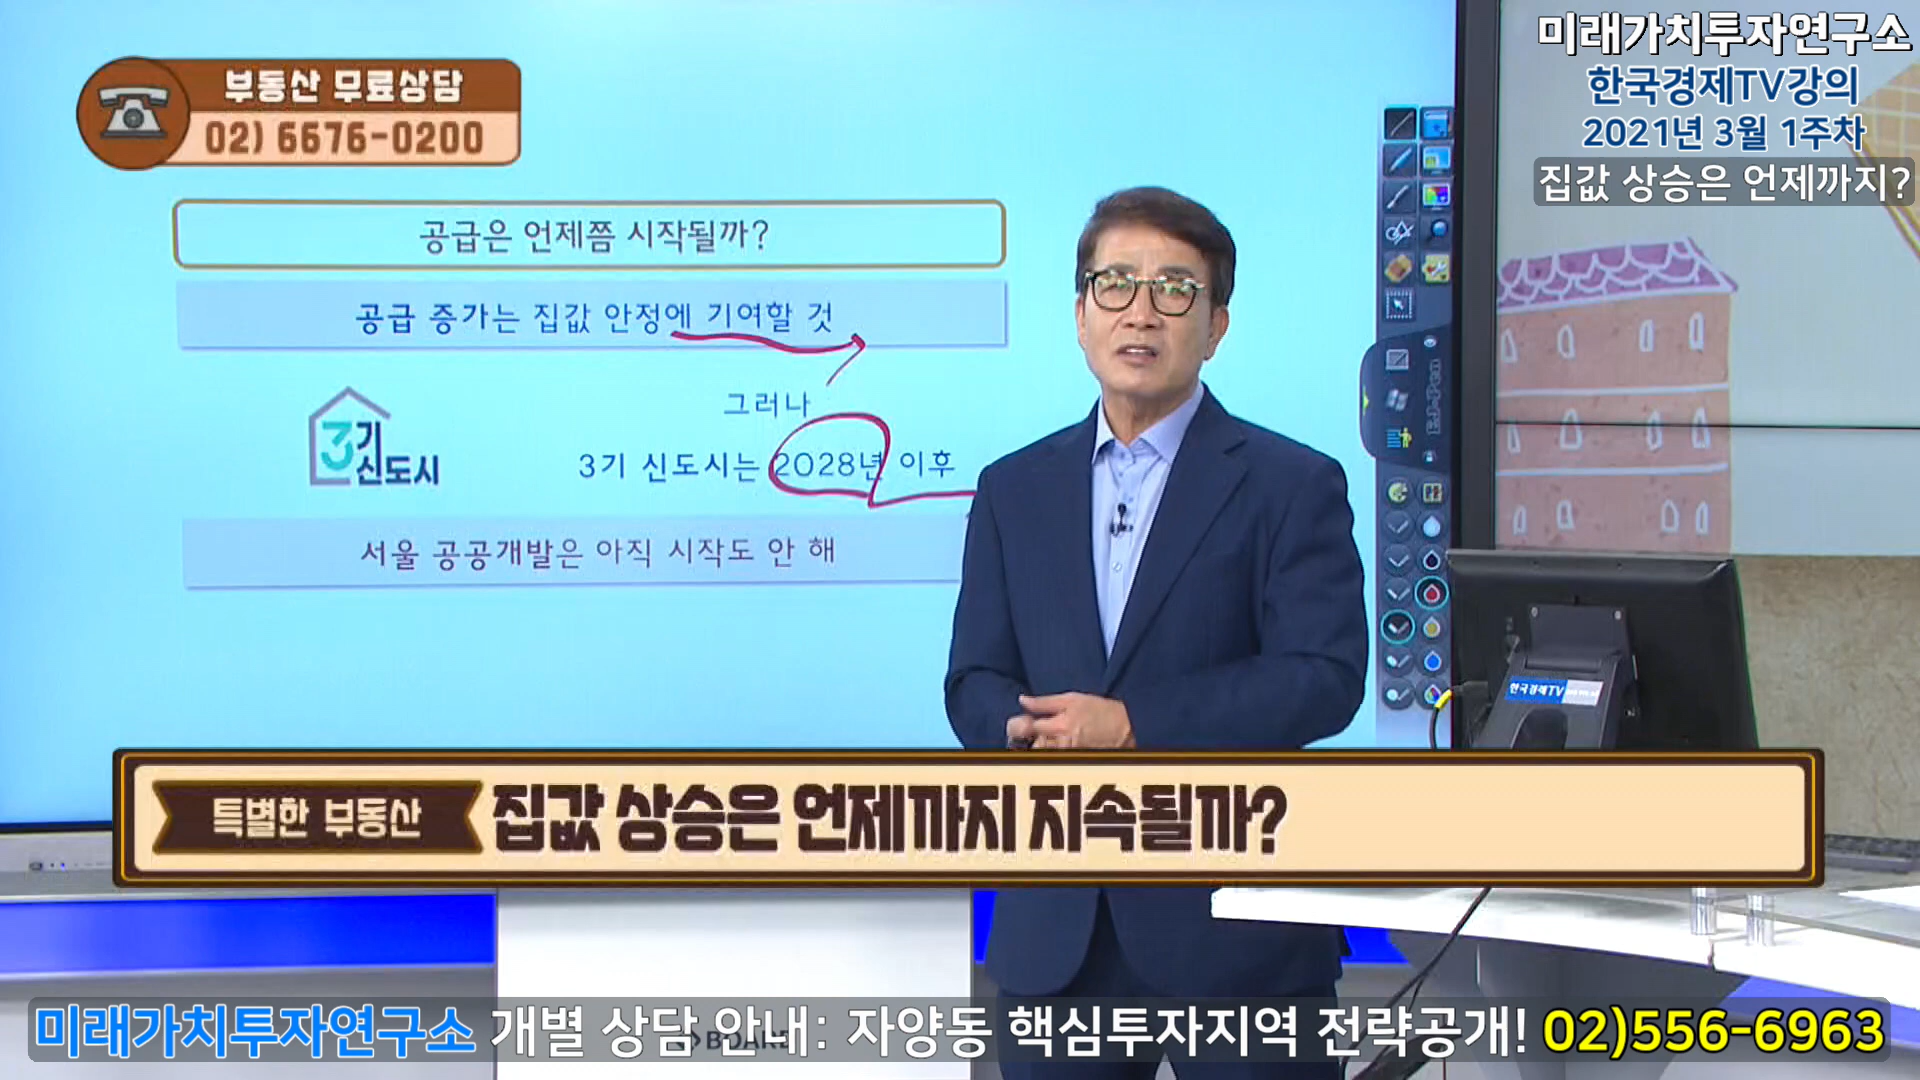 미래가치투자연구소
한국경제TV강의
2021년 3월 1주차
집값 상승은 언제까지?
부동산 무료상담
02) 6676-0200
공급은 언제쯤 시작될까?
공급 증가는 집값 안정에 기여할 것
그러나
3기
신도시
3기 신도시는 2028년 이후
서울 공공개발은 아직 시작도 안 해
한국경제TV
특별한 부동산
집값 상승은 언제까지 지속될까?
미래가치투자연구소 개별 상담 안내: 자양동 핵심투자지역 전략공개! 02)556-6963